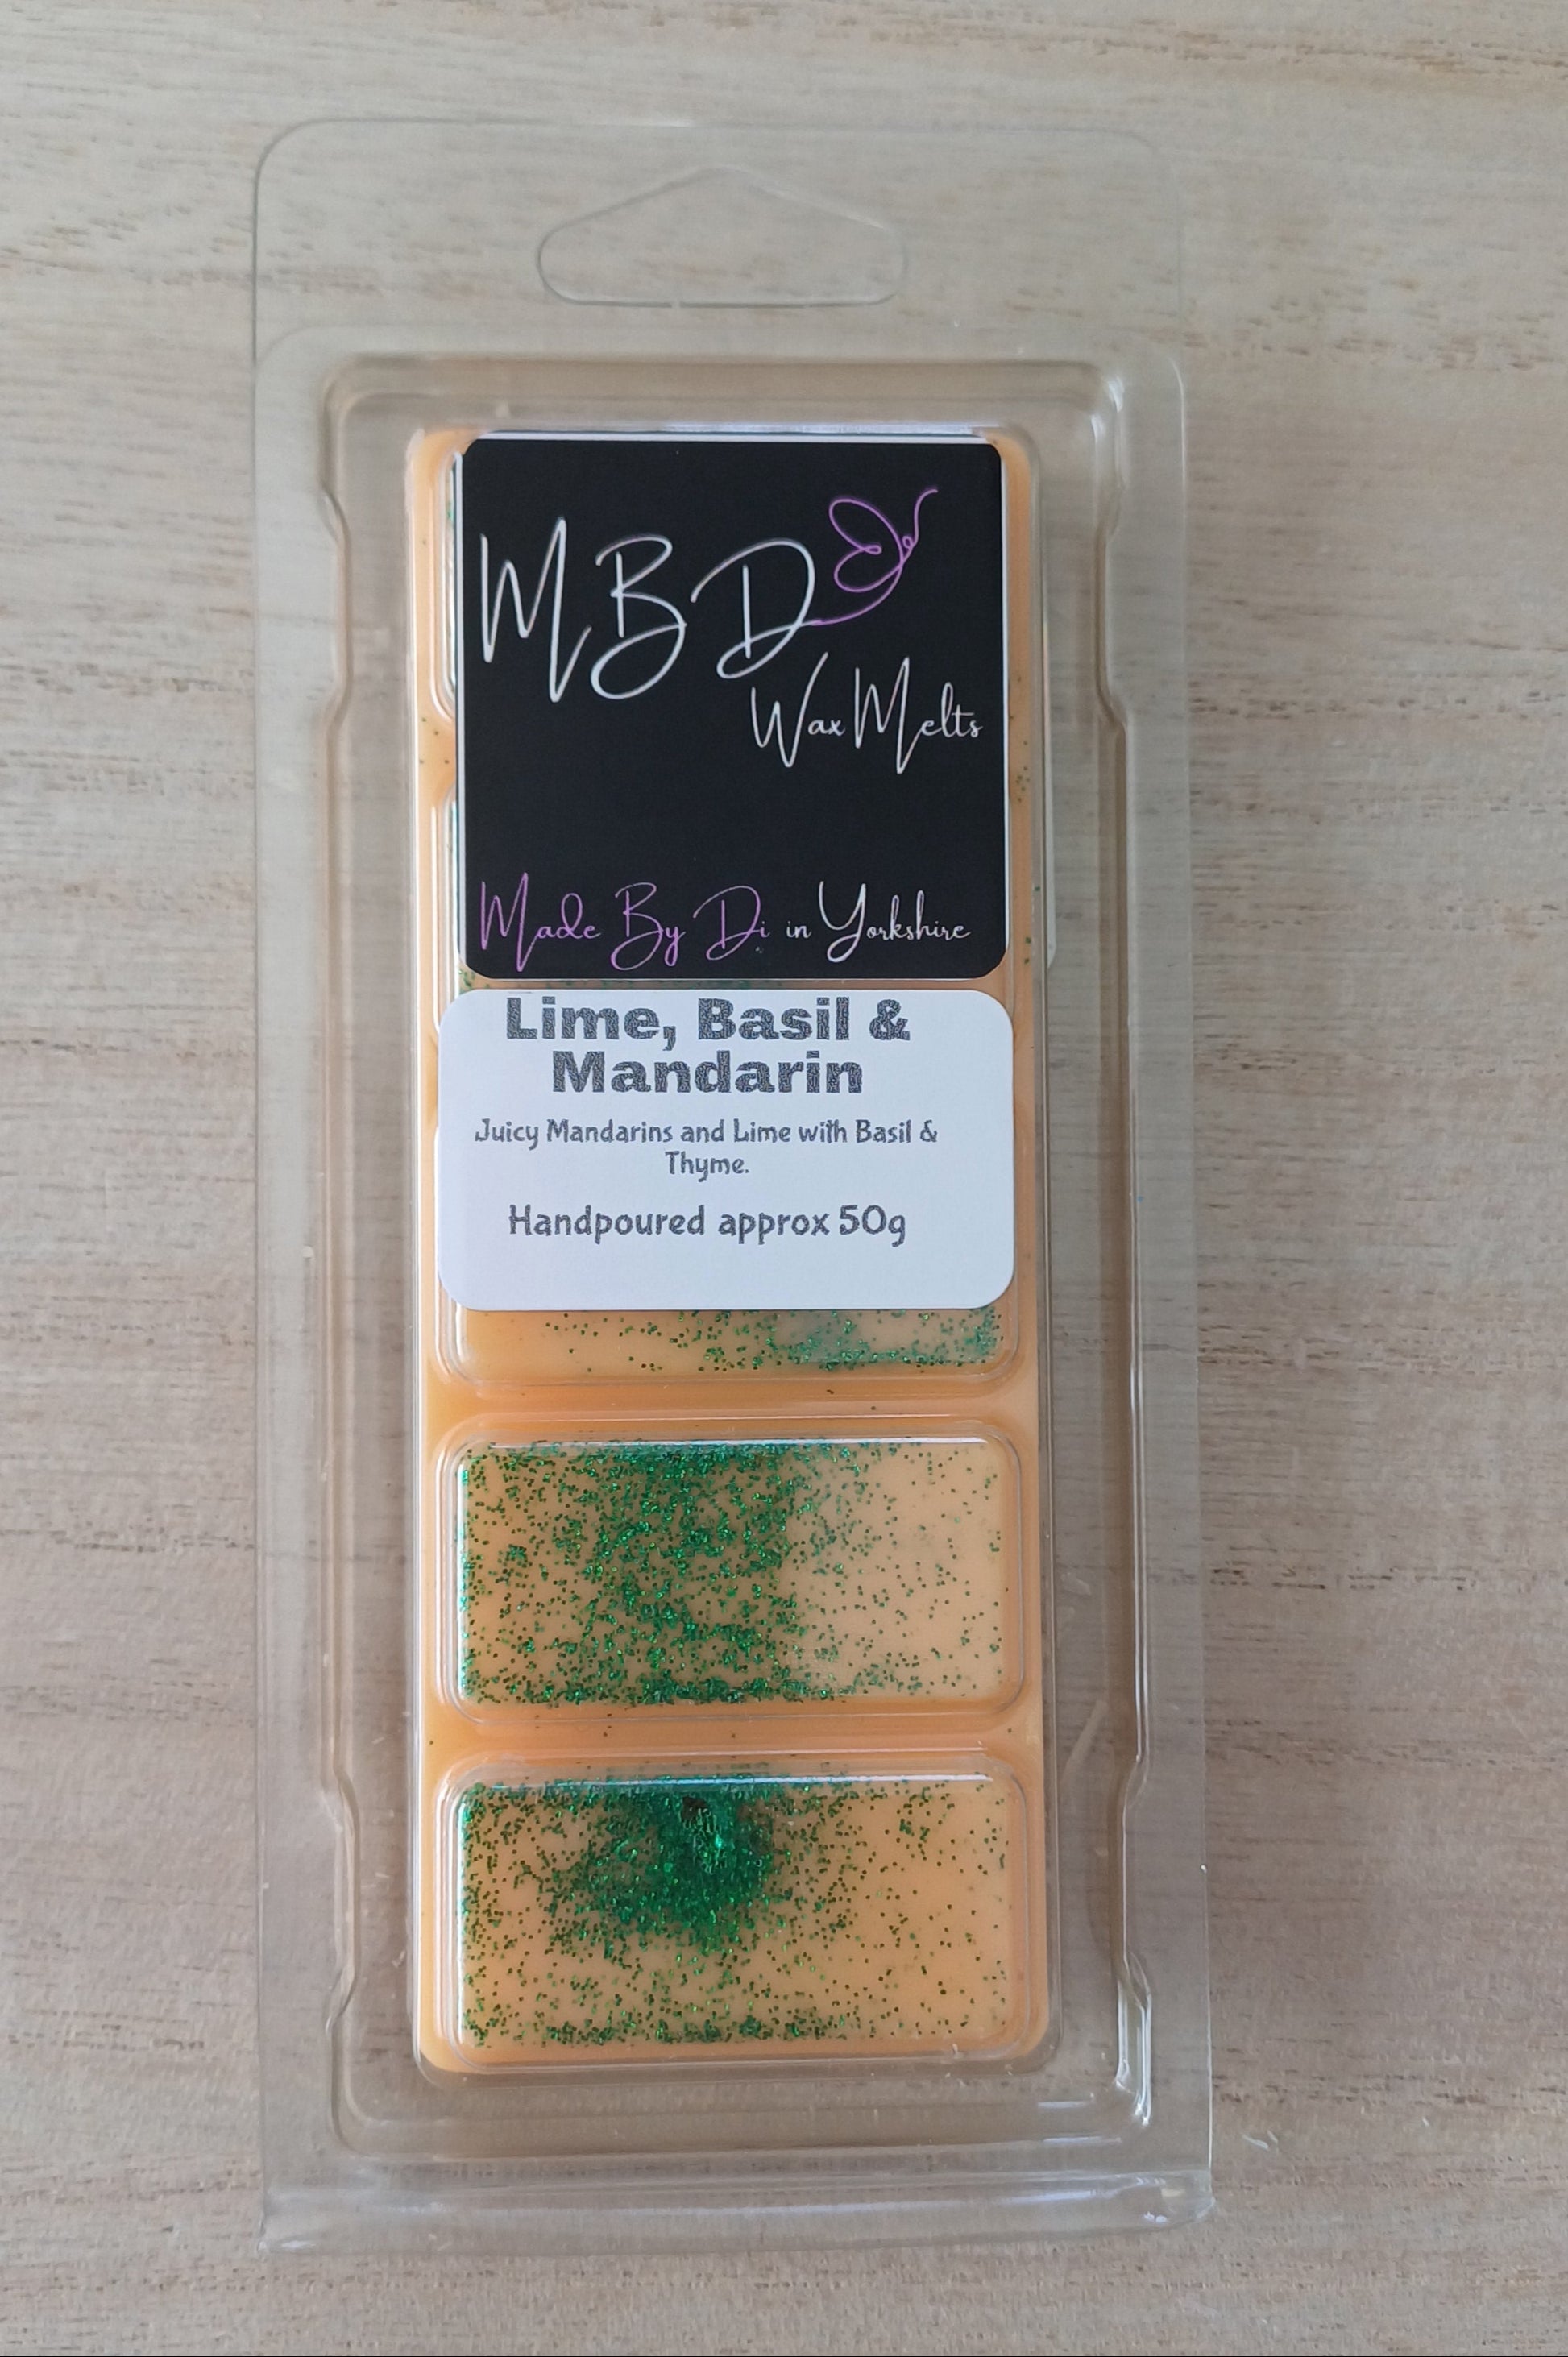 MBD
Wax Melts
Made By Di in Yorkshire
Lime, Basil &
Mandarin
Juicy Mandarins and Lime with Basil &
Thyme.
Handpoured approx 50g